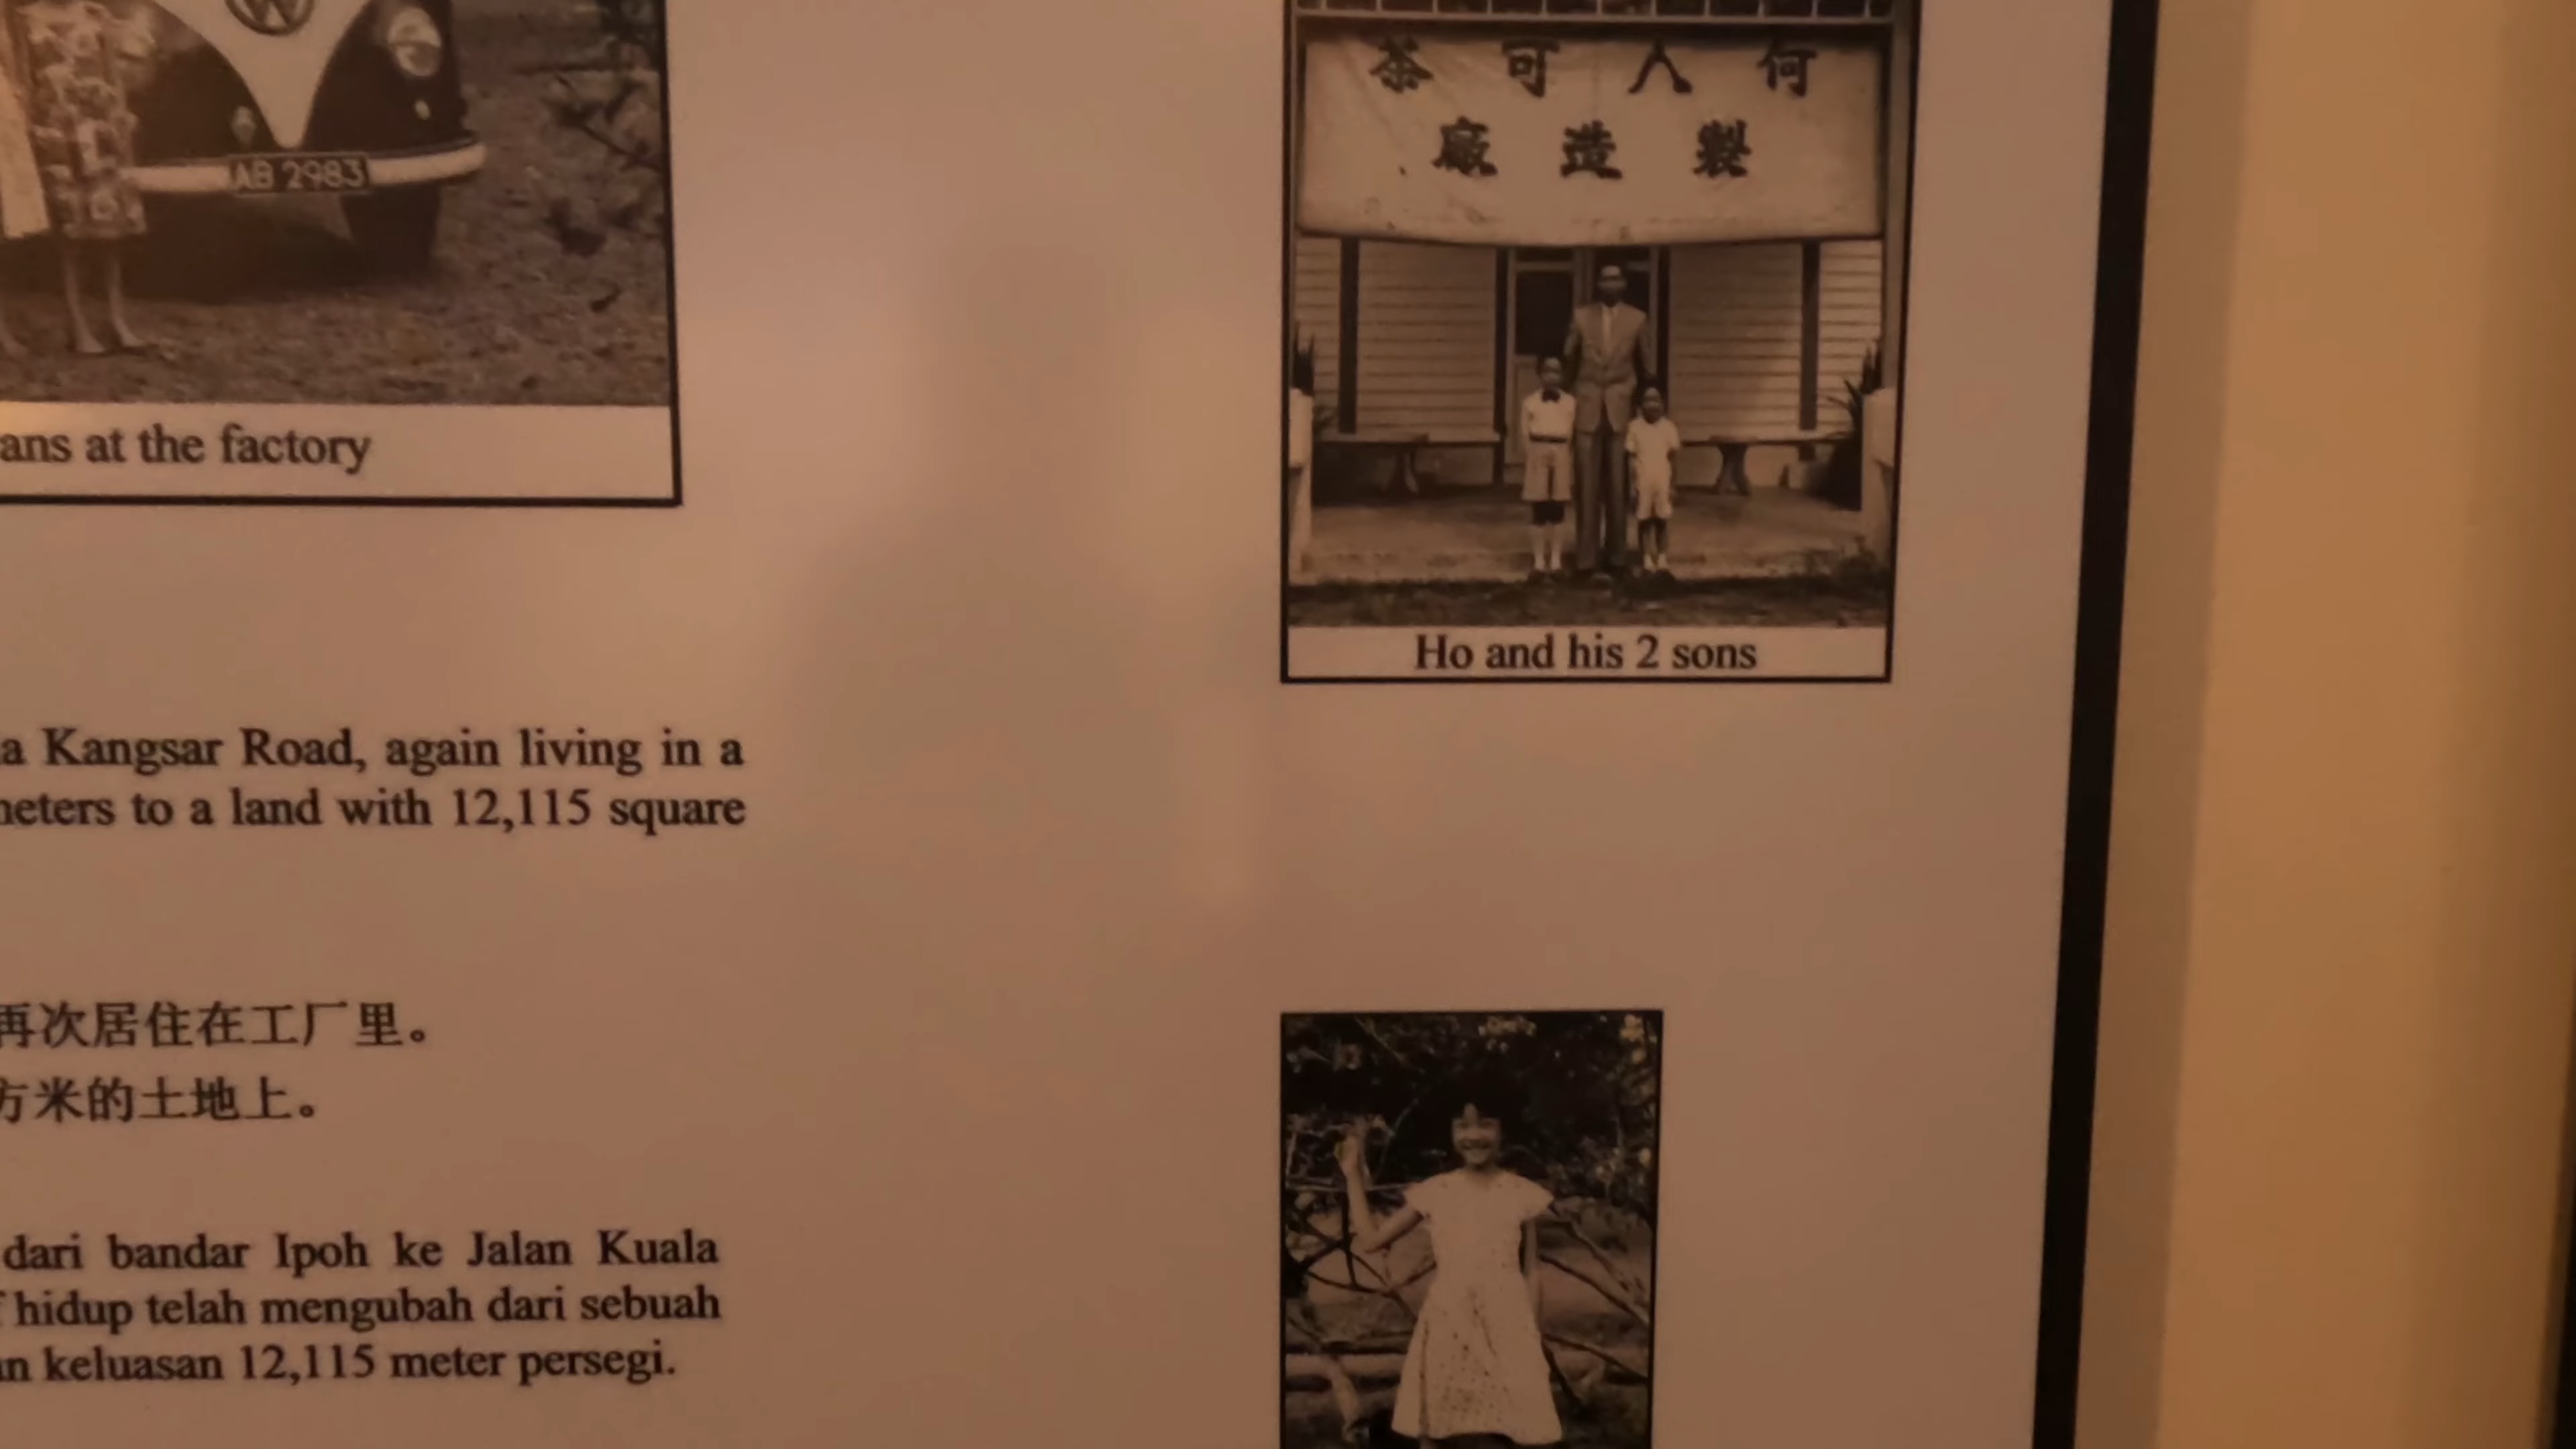 W
AB 2983
ans at the factory
茶可人何
廠造製
Ho and his 2 sons
a Kangsar Road, again living in a
neters to a land with 12,115 square
再次居住在工厂里。
方米的土地上。
dari bandar Ipoh ke Jalan Kuala
hidup telah mengubah dari sebuah
n keluasan 12,115 meter persegi.